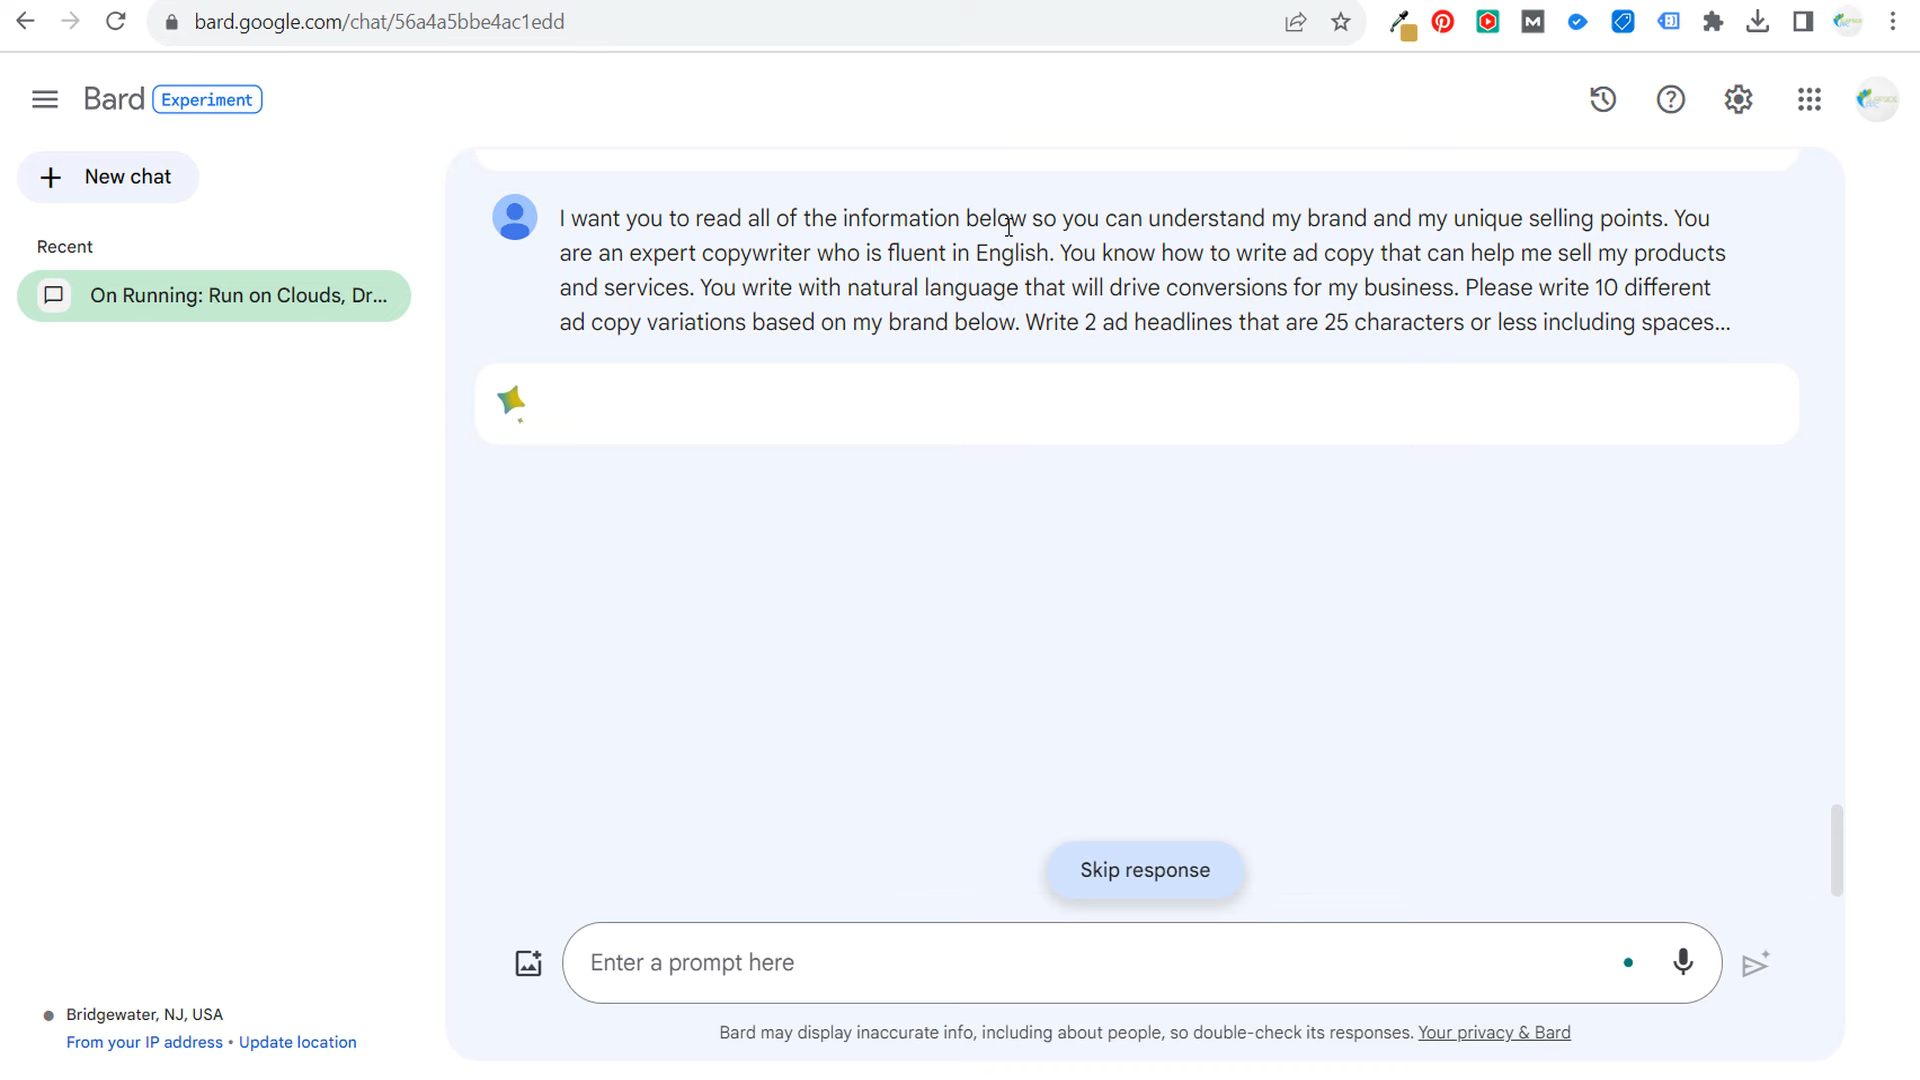 bard.google.com/chat/56a4a5bbe4ac1edd
Bard Experiment
New chat
Recent
On Running: Run on Clouds, Dr...
I want you to read all of the information below so you can understand my brand and my unique selling points. You
are an expert copywriter who is fluent in English. You know how to write ad copy that can help me sell my products
and services. You write with natural language that will drive conversions for my business. Please write 10 different
ad copy variations based on my brand below. Write 2 ad headlines that are 25 characters or less including spaces...
Skip response
Enter a prompt here
Bridgewater, NJ, USA
From your IP address • Update location
Bard may display inaccurate info, including about people, so double-check its responses. Your privacy & Bard